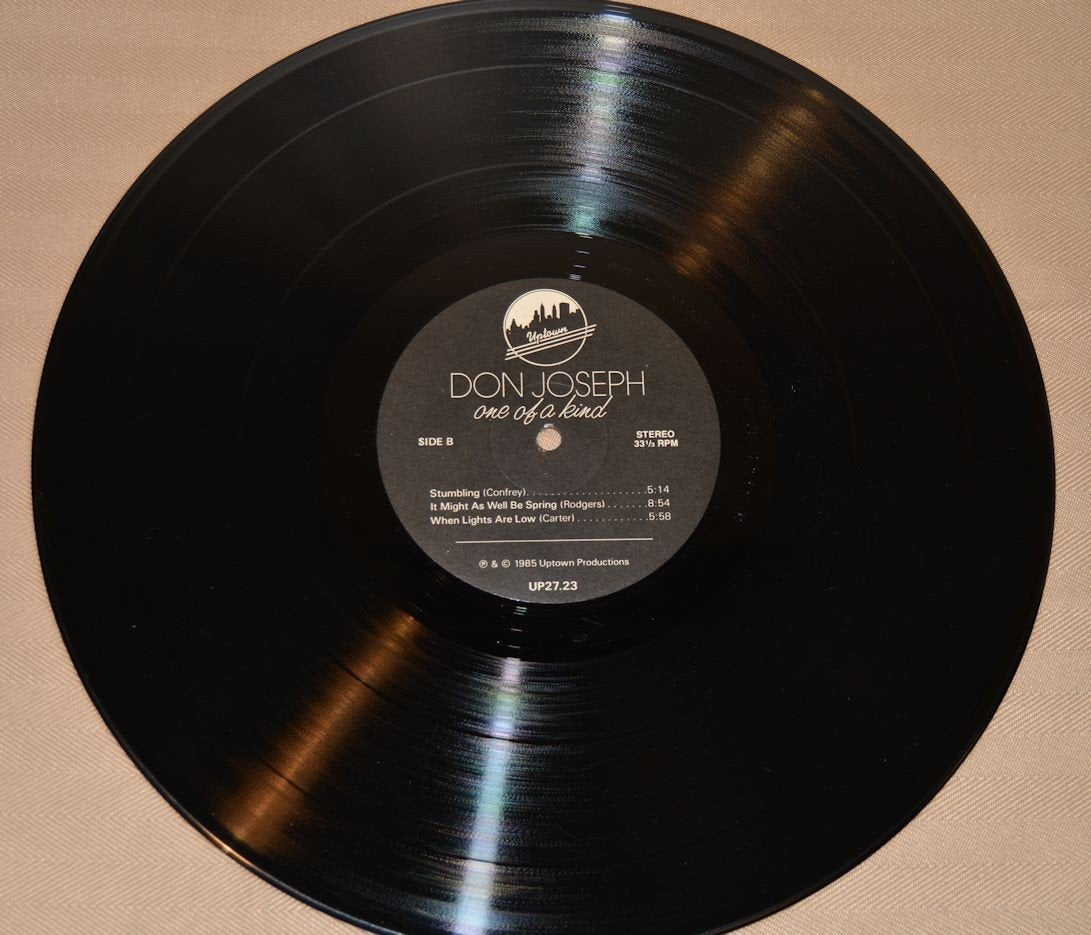 Uptown
DON JOSEPH
one of a kind
SIDE B
STEREO
33⅓ RPM
Stumbling (Confrey). . . . . . . . . . . . . . . . . . . . .5:14
It Might As Well Be Spring (Rodgers) . . . . . . .8:54
When Lights Are Low (Carter) . . . . . . . . . . . .5:58
℗ & © 1985 Uptown Productions
UP27.23